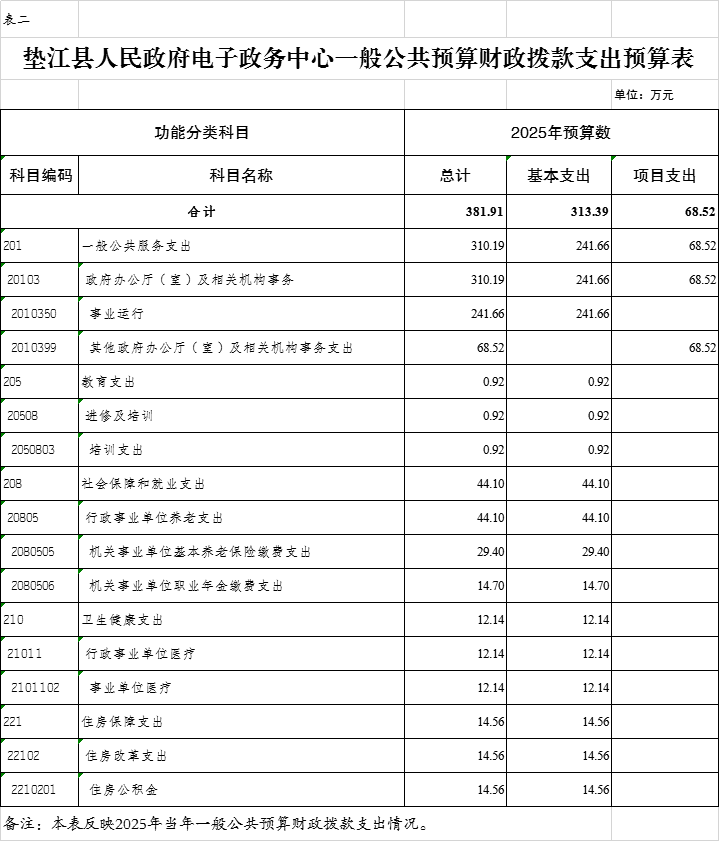 表二
垫江县人民政府电子政务中心一般公共预算财政拨款支出预算表
单位：万元
功能分类科目 2025年预算数
科目编码 科目名称 总计 基本支出 项目支出
合计 381.91 313.39 68.52
201 一般公共服务支出 310.19 241.66 68.52
20103 政府办公厅（室）及相关机构事务 310.19 241.66 68.52
2010350 事业运行 241.66 241.66
2010399 其他政府办公厅（室）及相关机构事务支出 68.52 68.52
205 教育支出 0.92 0.92
20508 进修及培训 0.92 0.92
2050803 培训支出 0.92 0.92
208 社会保障和就业支出 44.10 44.10
20805 行政事业单位养老支出 44.10 44.10
2080505 机关事业单位基本养老保险缴费支出 29.40 29.40
2080506 机关事业单位职业年金缴费支出 14.70 14.70
210 卫生健康支出 12.14 12.14
21011 行政事业单位医疗 12.14 12.14
2101102 事业单位医疗 12.14 12.14
221 住房保障支出 14.56 14.56
22102 住房改革支出 14.56 14.56
2210201 住房公积金 14.56 14.56
备注：本表反映2025年当年一般公共预算财政拨款支出情况。